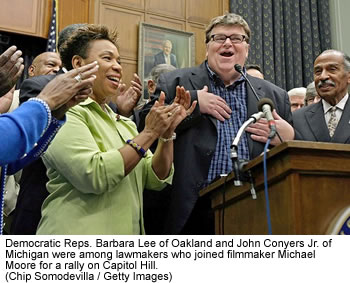 Democratic Reps. Barbara Lee of Oakland and John Conyers Jr. of
Michigan were among lawmakers who joined filmmaker Michael
Moore for a rally on Capitol Hill.
(Chip Somodevilla / Getty Images)